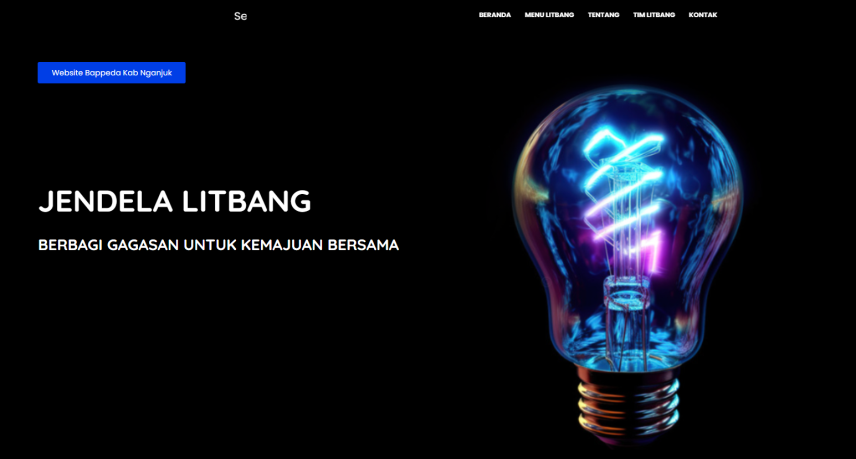 Se
BERANDA MENU LITBANG TENTANG TIM LITBANG KONTAK
Website Bappeda Kab Nganjuk
JENDELA LITBANG
BERBAGI GAGASAN UNTUK KEMAJUAN BERSAMA